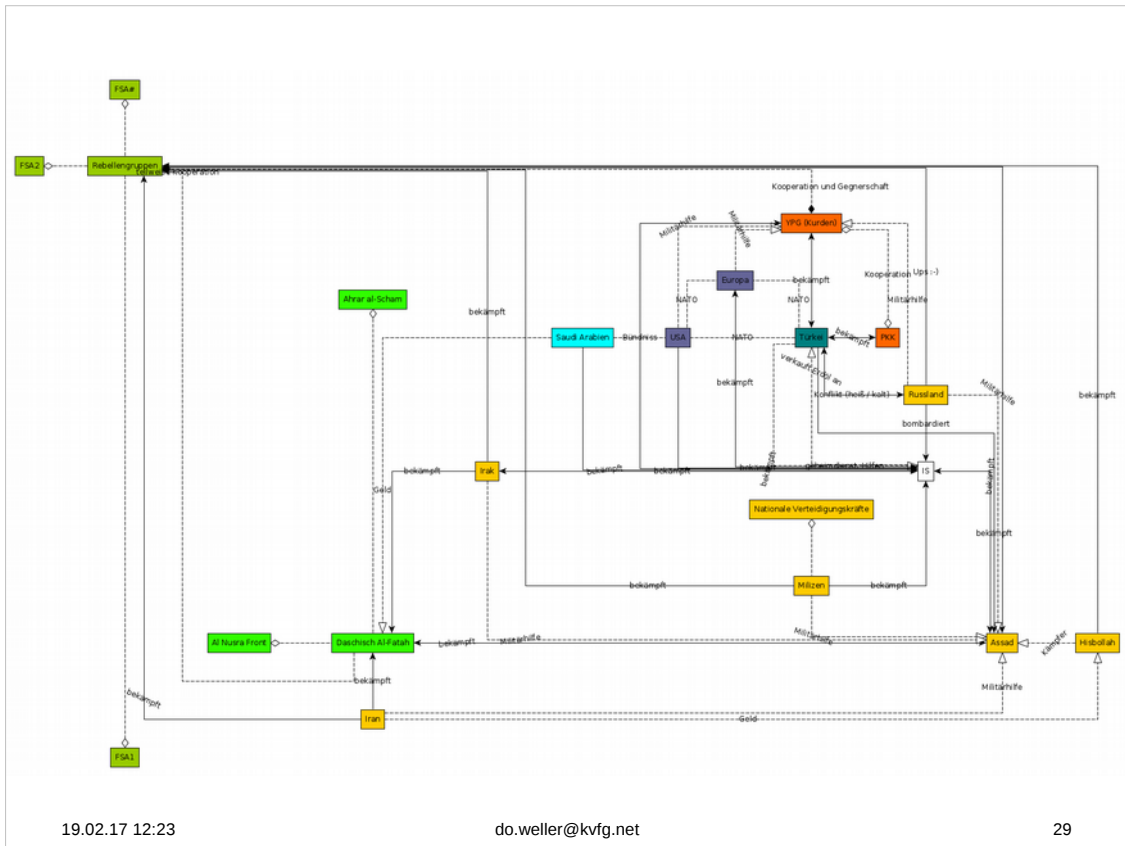 FSA#
FSA2
Rebellengruppen
kooperation
Kooperation und Gegnerschaft
YPG (Kurden)
Militärhilfe
Militärhilfe
Kooperation
Ups :-)
Europa
bekämpft
Ahrar al-Scham
NATO
NATO
Militärhilfe
bekämpft
Saudi Arabien
Bündniss
USA
NATO
Türkei
bekämpft
PKK
verkauft Erdöl an
bekämpft
Konflikt (heiß / kalt)
Russland
Militärhilfe
bekämpft
bombardiert
Irak
bekämpft
bekämpft
bekämpft
bekämpft
IS
bekämpft
Geld
Nationale Verteidigungskräfte
bekämpft
bekämpft
Milizen
bekämpft
Al Nusra Front
Daschisch Al-Fatah
bekämpft
Militärhilfe
Militärhilfe
Assad
Kämpfer
Hisbollah
bekämpft
bekämpft
Militärhilfe
Iran
Geld
FSA1
19.02.17 12:23
do.weller@kvfg.net
29